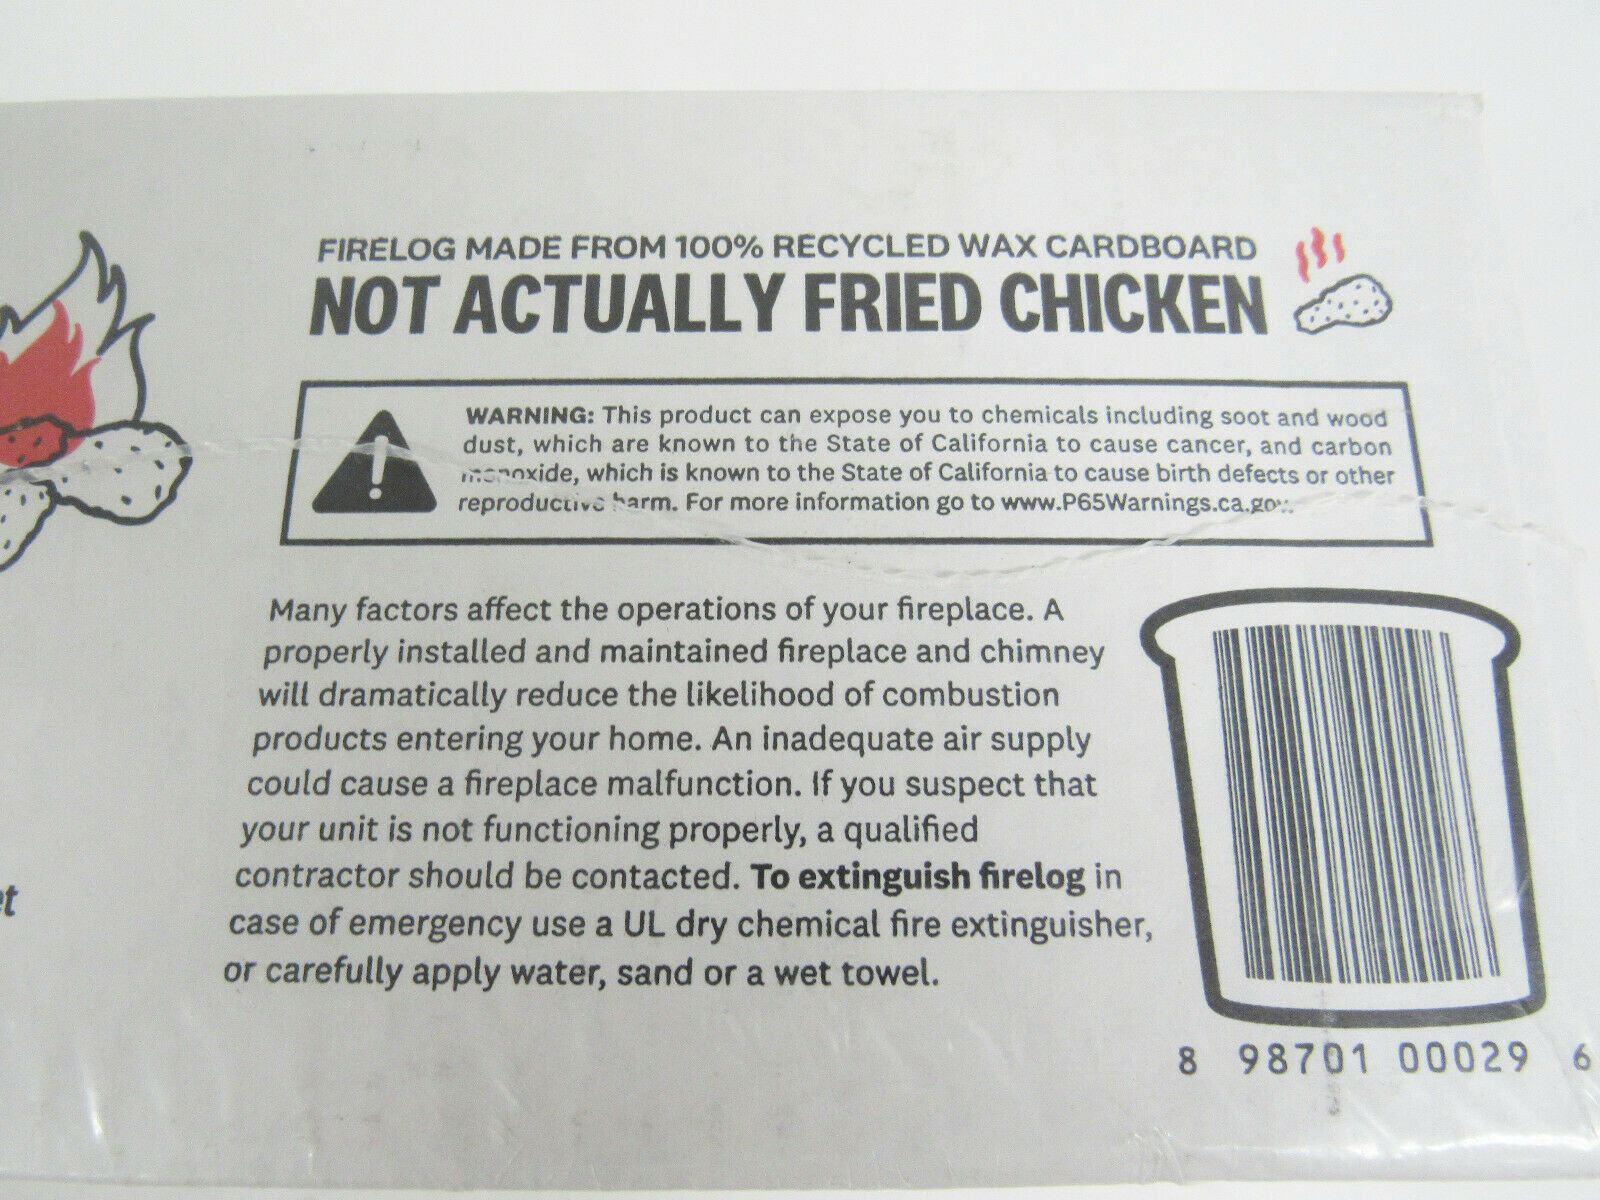 FIRELOG MADE FROM 100% RECYCLED WAX CARDBOARD
NOT ACTUALLY FRIED CHICKEN
WARNING: This product can expose you to chemicals including soot and wood
dust, which are known to the State of California to cause cancer, and carbon
monoxide, which is known to the State of California to cause birth defects or other
reproductive harm. For more information go to www.P65Warnings.ca.gov.
Many factors affect the operations of your fireplace. A
properly installed and maintained fireplace and chimney
will dramatically reduce the likelihood of combustion
products entering your home. An inadequate air supply
could cause a fireplace malfunction. If you suspect that
your unit is not functioning properly, a qualified
contractor should be contacted. To extinguish firelog in
case of emergency use a UL dry chemical fire extinguisher,
or carefully apply water, sand or a wet towel.
8 98701 00029 6